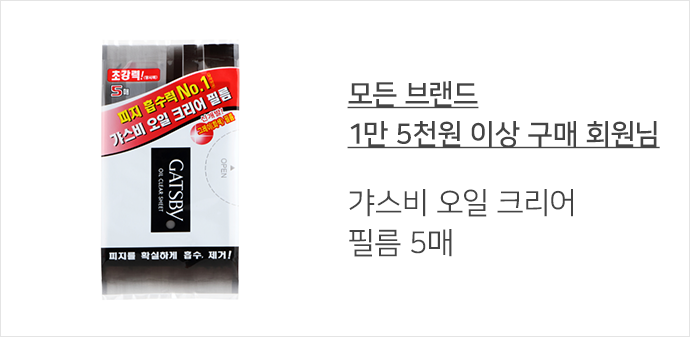 초강력!
5매
피지 흡수력 No.1
갸스비 오일 크리어 필름
OPEN
GATSBY
OIL CLEAR SHEET
피지를 확실하게 흡수, 제거!
모든 브랜드
1만 5천원 이상 구매 회원님
갸스비 오일 크리어
필름 5매